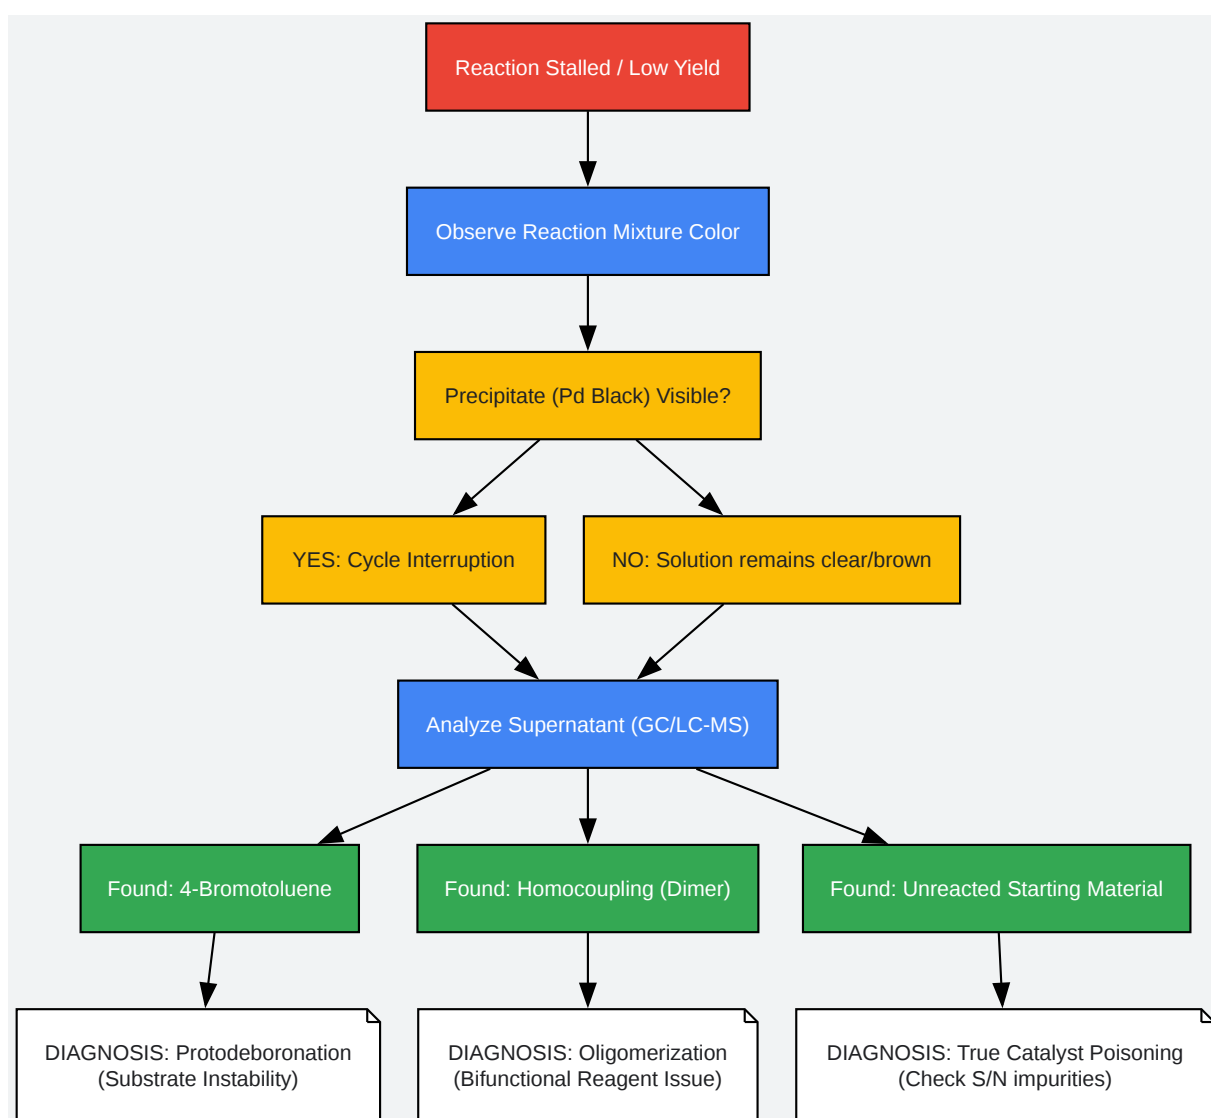 Reaction Stalled / Low Yield
Observe Reaction Mixture Color
Precipitate (Pd Black) Visible?
YES: Cycle Interruption
NO: Solution remains clear/brown
Analyze Supernatant (GC/LC-MS)
Found: 4-Bromotoluene
Found: Homocoupling (Dimer)
Found: Unreacted Starting Material
DIAGNOSIS: Protodeboronation
(Substrate Instability)
DIAGNOSIS: Oligomerization
(Bifunctional Reagent Issue)
DIAGNOSIS: True Catalyst Poisoning
(Check S/N impurities)